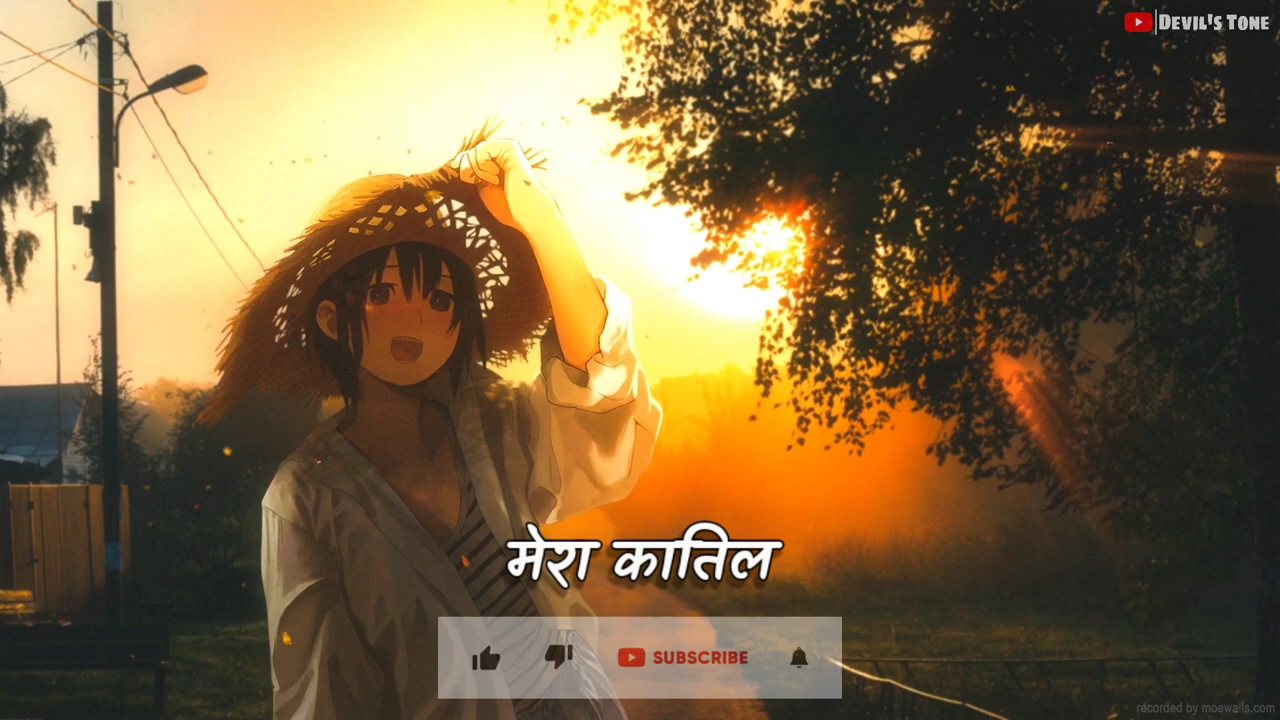 DEVIL'S TONE
मेरा कातिल
SUBSCRIBE
recorded by moewalls.com